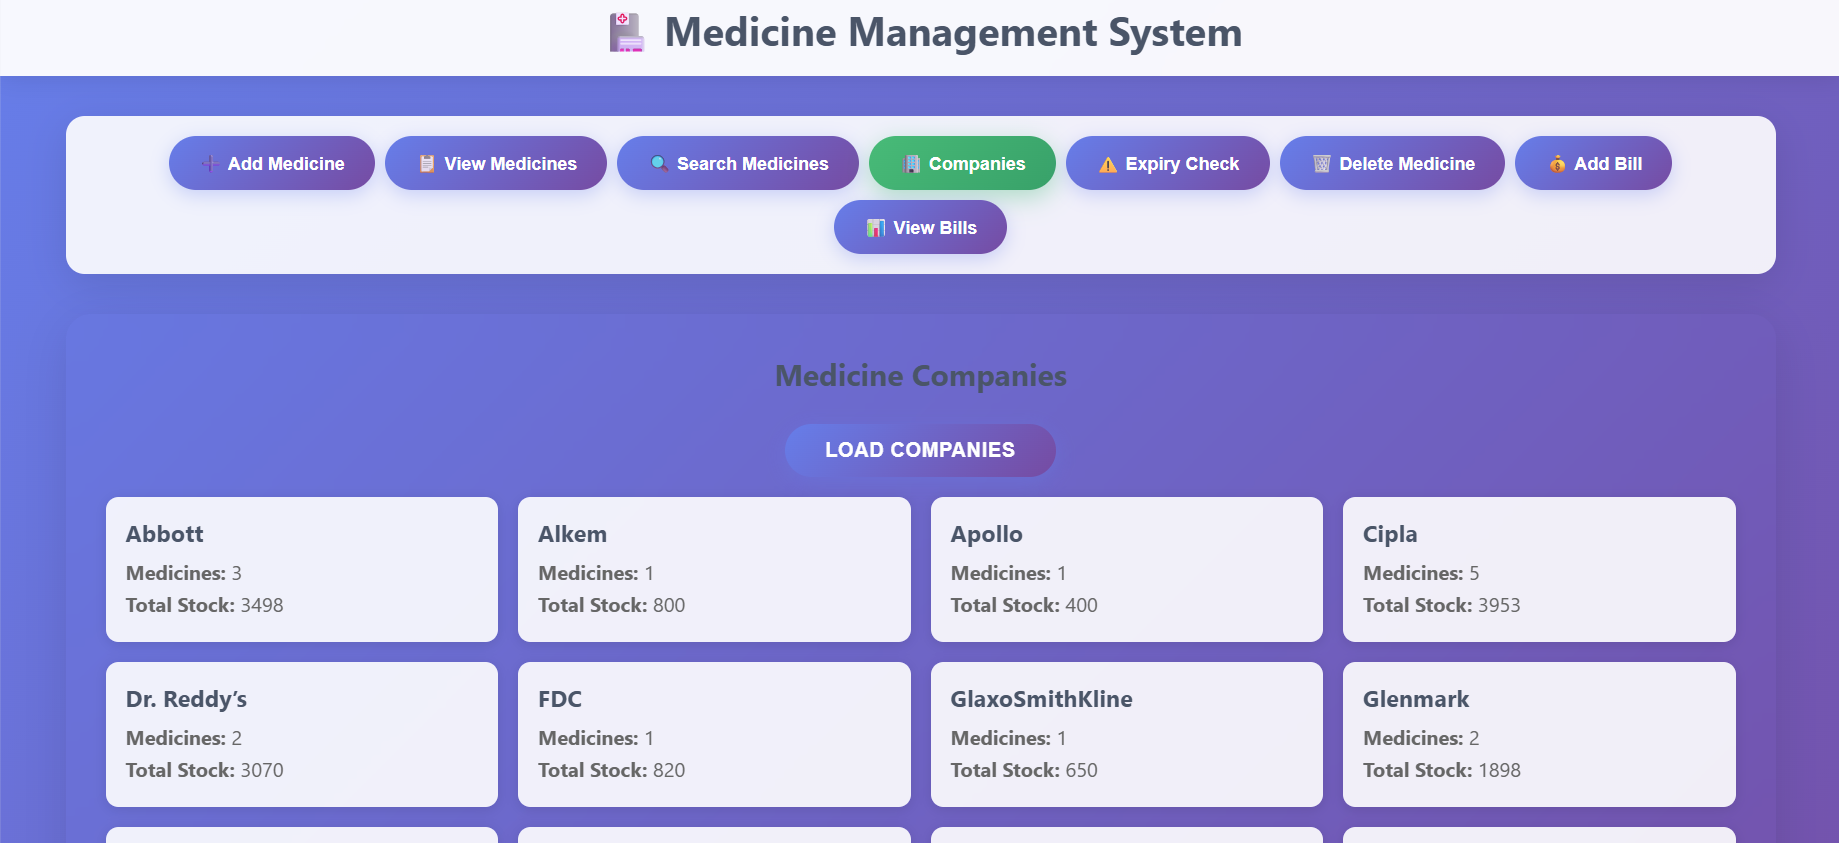 Medicine Management System
Add Medicine
View Medicines
Search Medicines
Companies
Expiry Check
Delete Medicine
Add Bill
View Bills
Medicine Companies
LOAD COMPANIES
Abbott
Medicines: 3
Total Stock: 3498
Alkem
Medicines: 1
Total Stock: 800
Apollo
Medicines: 1
Total Stock: 400
Cipla
Medicines: 5
Total Stock: 3953
Dr. Reddy’s
Medicines: 2
Total Stock: 3070
FDC
Medicines: 1
Total Stock: 820
GlaxoSmithKline
Medicines: 1
Total Stock: 650
Glenmark
Medicines: 2
Total Stock: 1898